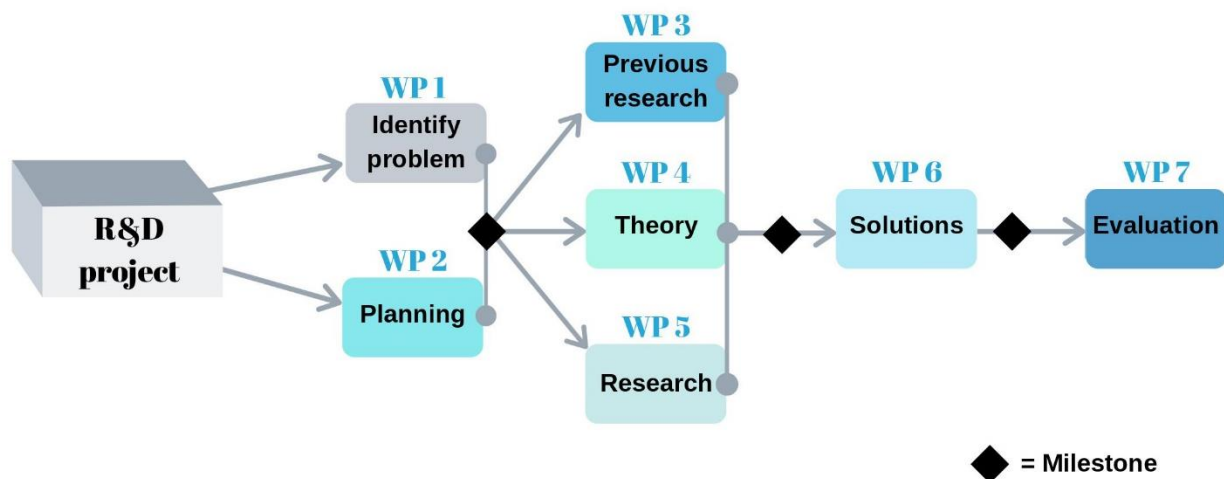 R&D
project
WP 1
Identify
problem
WP 2
Planning
WP 3
Previous
research
WP 4
Theory
WP 5
Research
WP 6
Solutions
WP 7
Evaluation
= Milestone